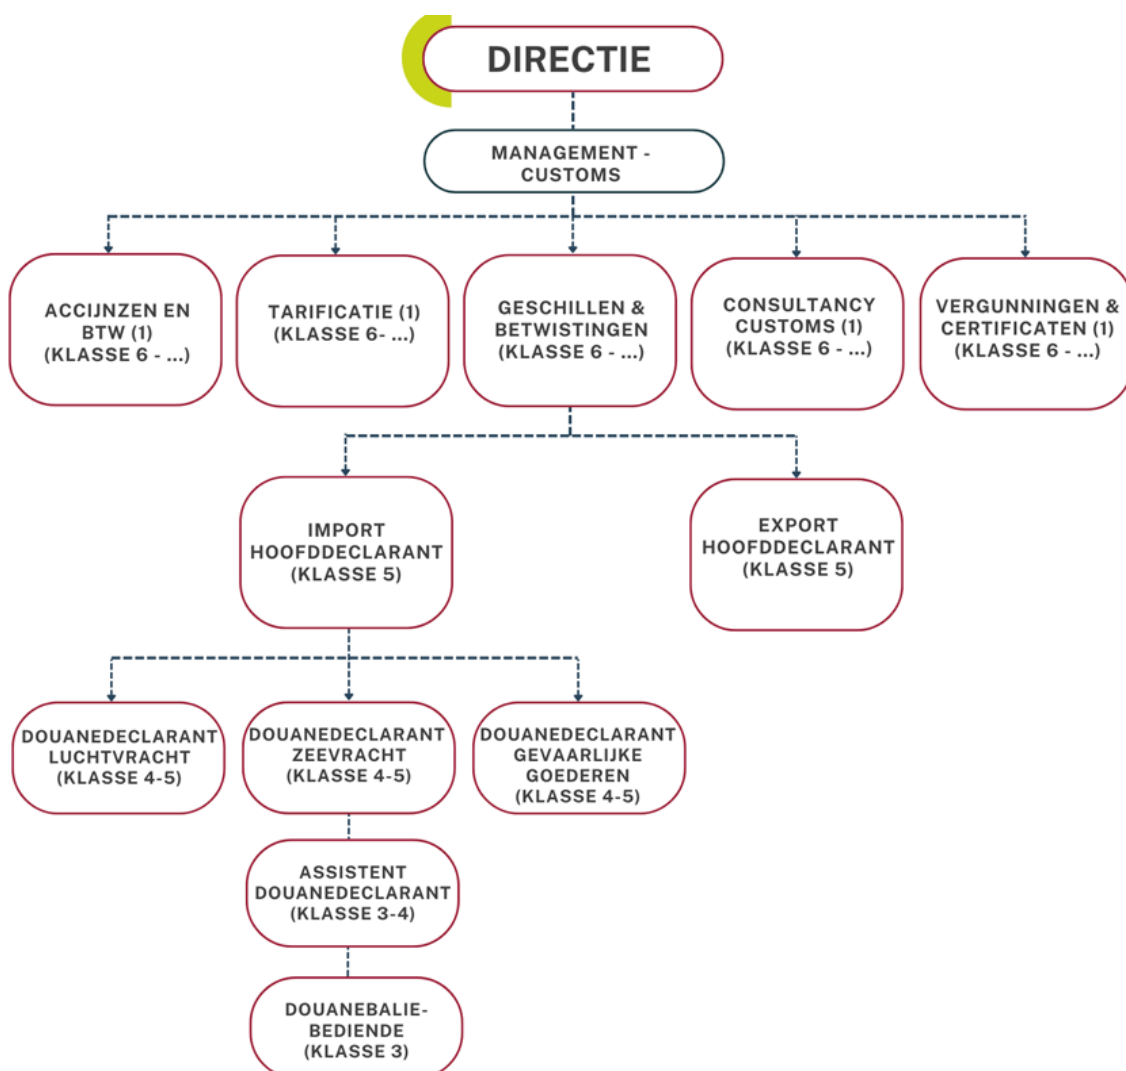 DIRECTIE
MANAGEMENT -
CUSTOMS
ACCIJNZEN EN
BTW (1)
(KLASSE 6 - ...)
TARIFICATIE (1)
(KLASSE 6- ...)
GESCHILLEN &
BETWISTINGEN
(KLASSE 6 - ...)
CONSULTANCY
CUSTOMS (1)
(KLASSE 6 - ...)
VERGUNNINGEN &
CERTIFICATEN (1)
(KLASSE 6 - ...)
IMPORT
HOOFDDECLARANT
(KLASSE 5)
EXPORT
HOOFDDECLARANT
(KLASSE 5)
DOUANEDECLARANT
LUCHTVRACHT
(KLASSE 4-5)
DOUANEDECLARANT
ZEEVRACHT
(KLASSE 4-5)
DOUANEDECLARANT
GEVAARLIJKE
GOEDEREN
(KLASSE 4-5)
ASSISTENT
DOUANEDECLARANT
(KLASSE 3-4)
DOUANEBALIE-
BEDIENDE
(KLASSE 3)